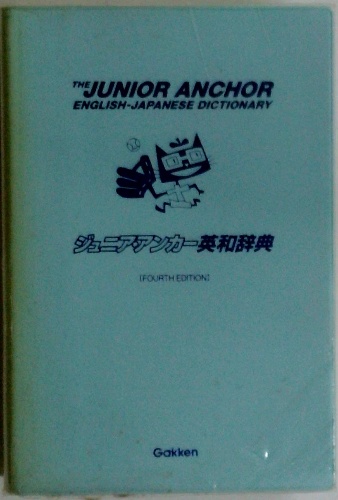 THE JUNIOR ANCHOR
ENGLISH-JAPANESE DICTIONARY
ジュニア・アンカー英和辞典
[FOURTH EDITION]
Gakken